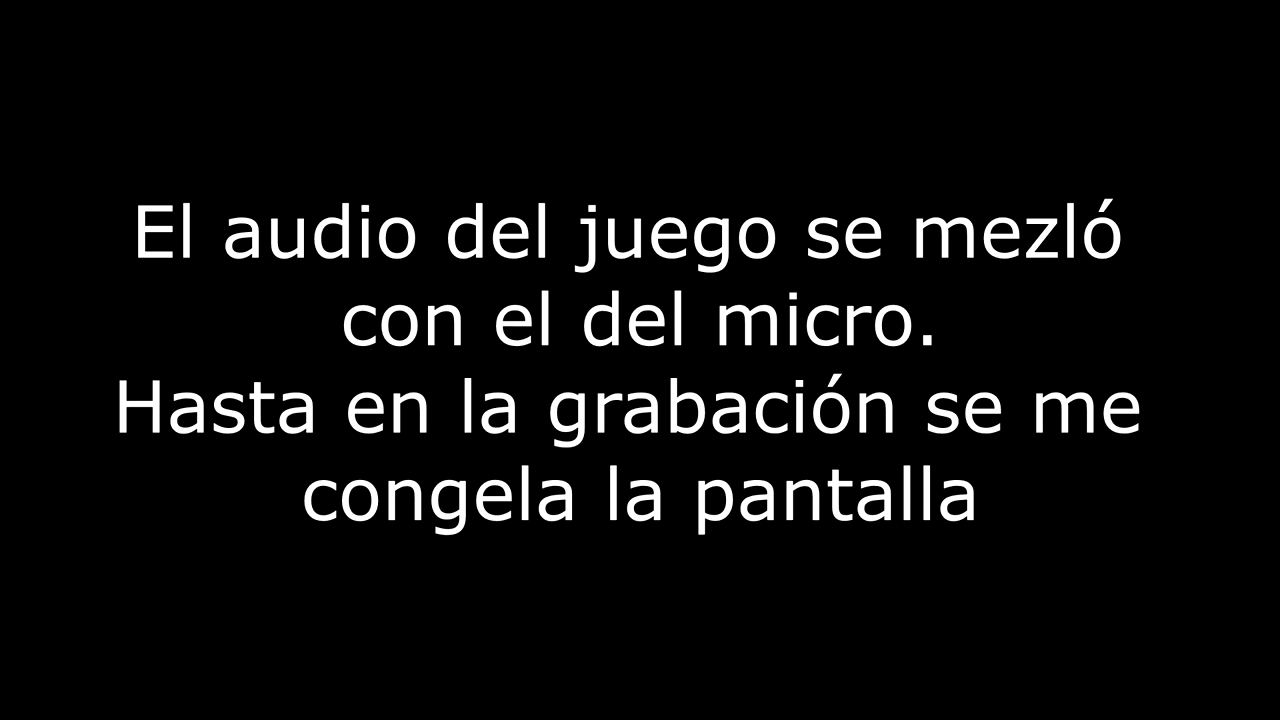 El audio del juego se mezló
con el del micro.
Hasta en la grabación se me
congela la pantalla